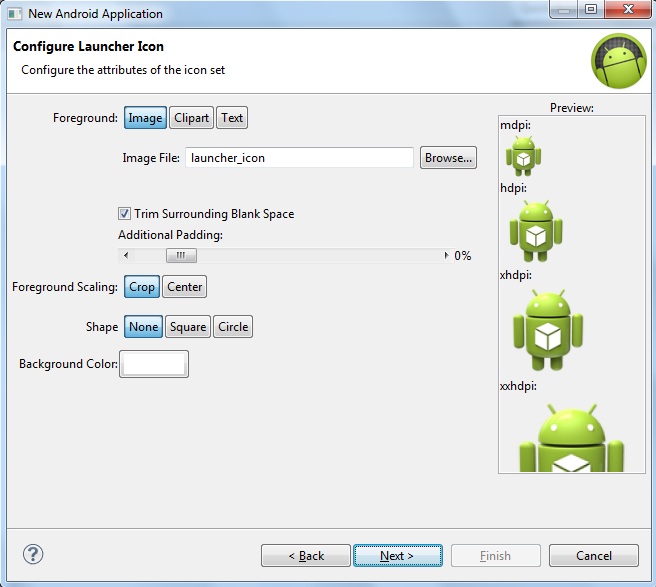 New Android Application
Configure Launcher Icon
Configure the attributes of the icon set
Foreground: Image Clipart Text
Image File: launcher_icon Browse...
Trim Surrounding Blank Space
Additional Padding:
0%
Foreground Scaling: Crop Center
Shape None Square Circle
Background Color:
Preview:
mdpi:
hdpi:
xhdpi:
xxhdpi:
? < Back Next > Finish Cancel